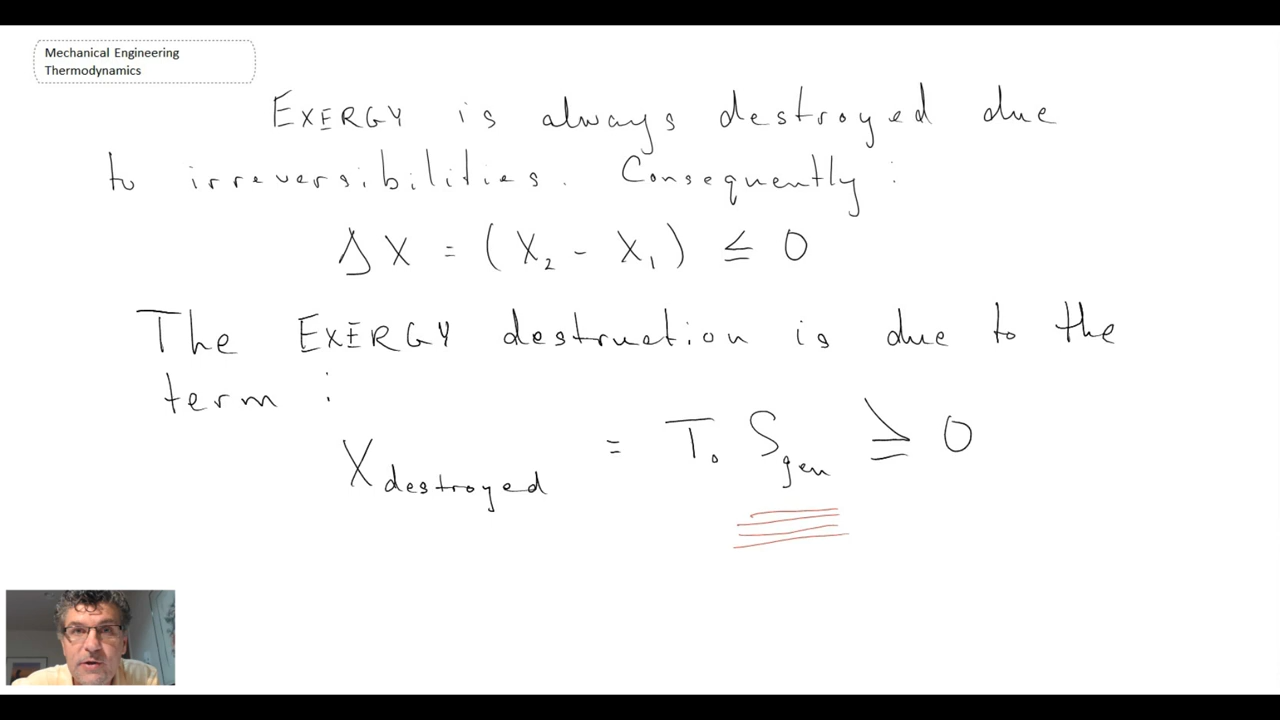 Mechanical Engineering
Thermodynamics
EXERGY is always destroyed due
to irreversibilities. Consequently:
ΔX = (X₂ - X₁) ≤ 0
The EXERGY destruction is due to the
term:
X destroyed = T₀ Sgen ≥ 0